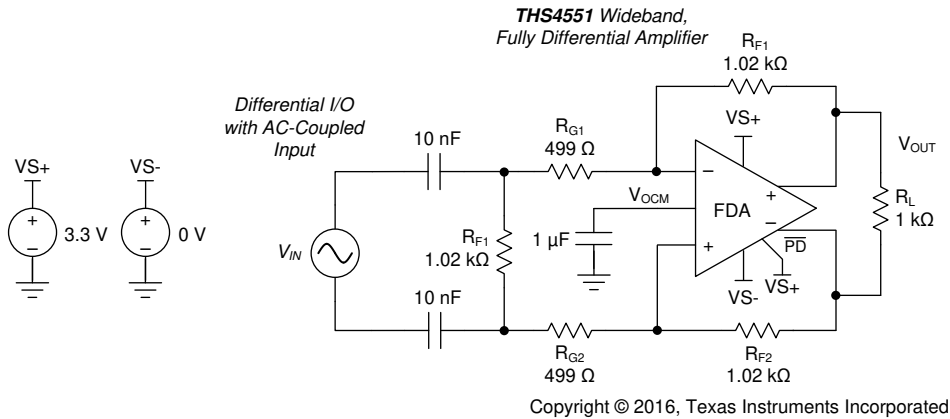 THS4551 Wideband,
Fully Differential Amplifier
RF1
1.02 kΩ
Differential I/O
with AC-Coupled
Input
10 nF
RG1
499 Ω
VS+
VOUT
VS+
VS-
+
−
3.3 V
+
−
0 V
VIN
RF1
1.02 kΩ
VOCM
1 µF
−
+
FDA
+
−
PD
VS+
VS-
RL
1 kΩ
10 nF
RG2
499 Ω
RF2
1.02 kΩ
Copyright © 2016, Texas Instruments Incorporated